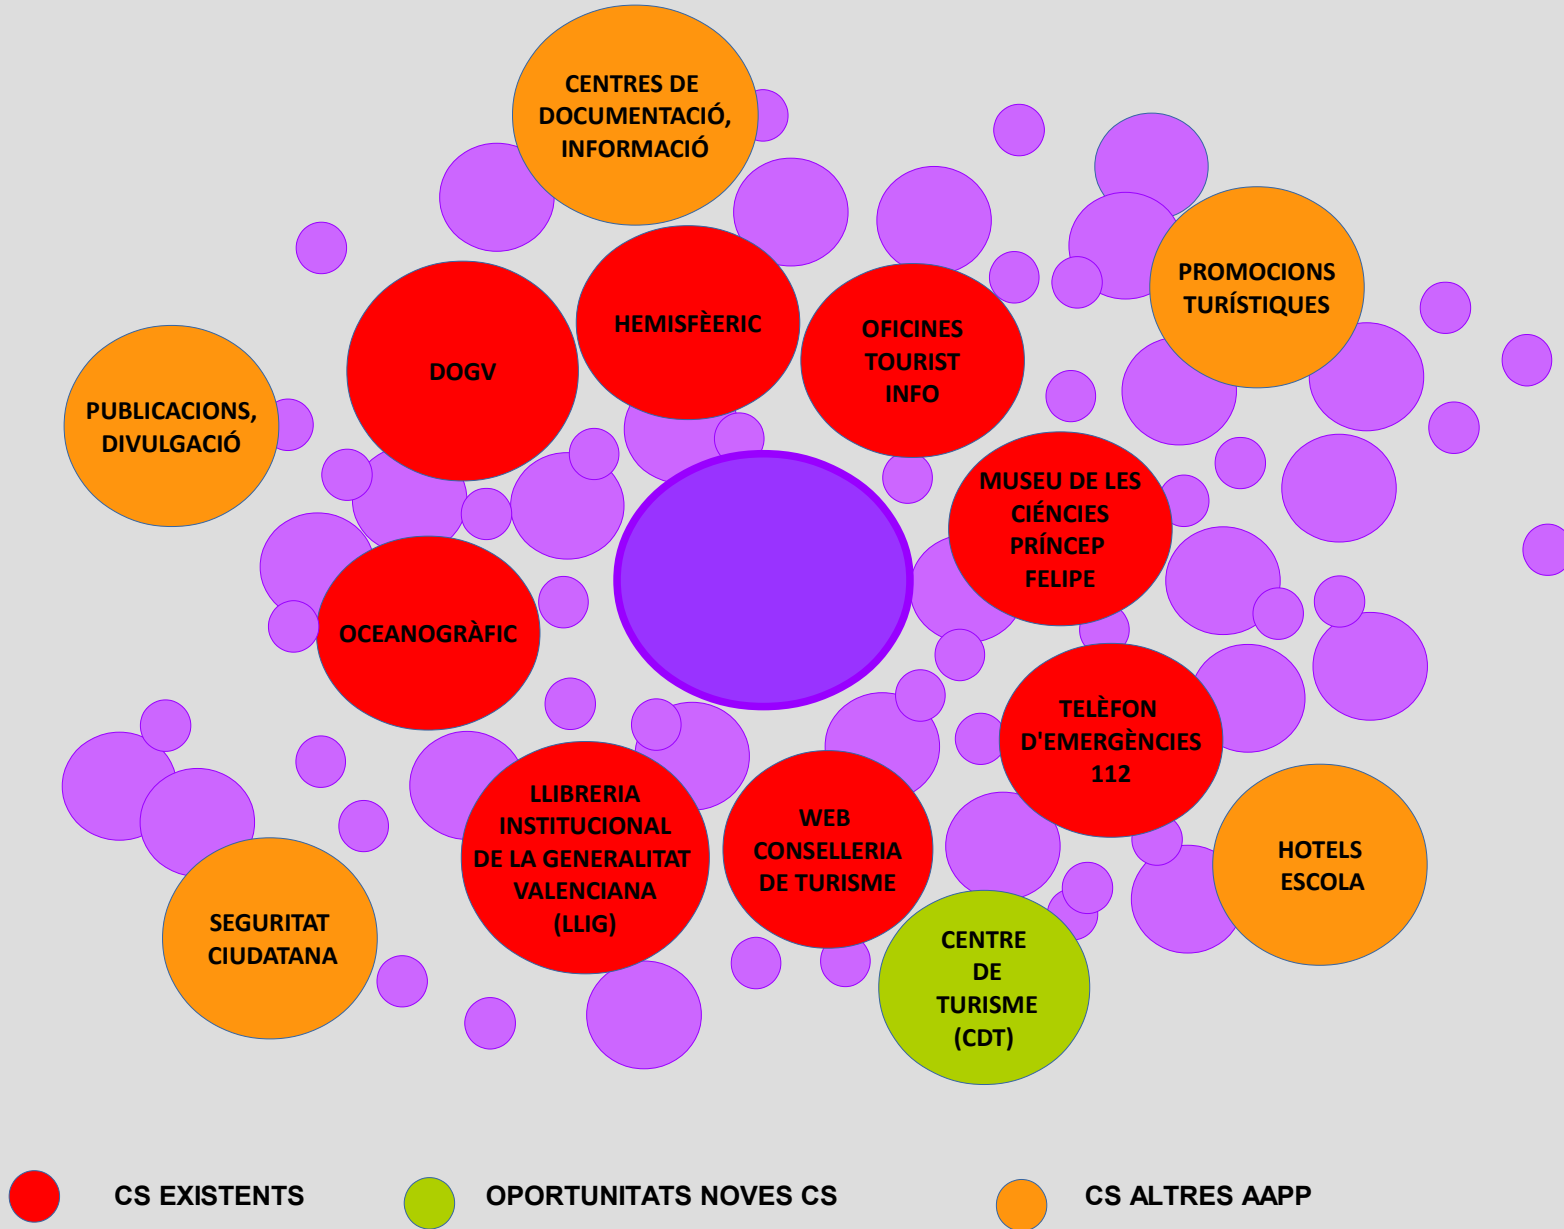 CENTRES DE
DOCUMENTACIÓ,
INFORMACIÓ
PROMOCIONS
TURÍSTIQUES
HEMISFÈERIC
OFICINES
TOURIST
INFO
DOGV
PUBLICACIONS,
DIVULGACIÓ
MUSEU DE LES
CIÉNCIES
PRÍNCEP
FELIPE
OCEANOGRÀFIC
TELÈFON
D'EMERGÈNCIES
112
LLIBRERIA
INSTITUCIONAL
DE LA GENERALITAT
VALENCIANA
(LLIG)
WEB
CONSELLERIA
DE TURISME
HOTELS
ESCOLA
SEGURITAT
CIUDATANA
CENTRE
DE
TURISME
(CDT)
CS EXISTENTS
OPORTUNITATS NOVES CS
CS ALTRES AAPP